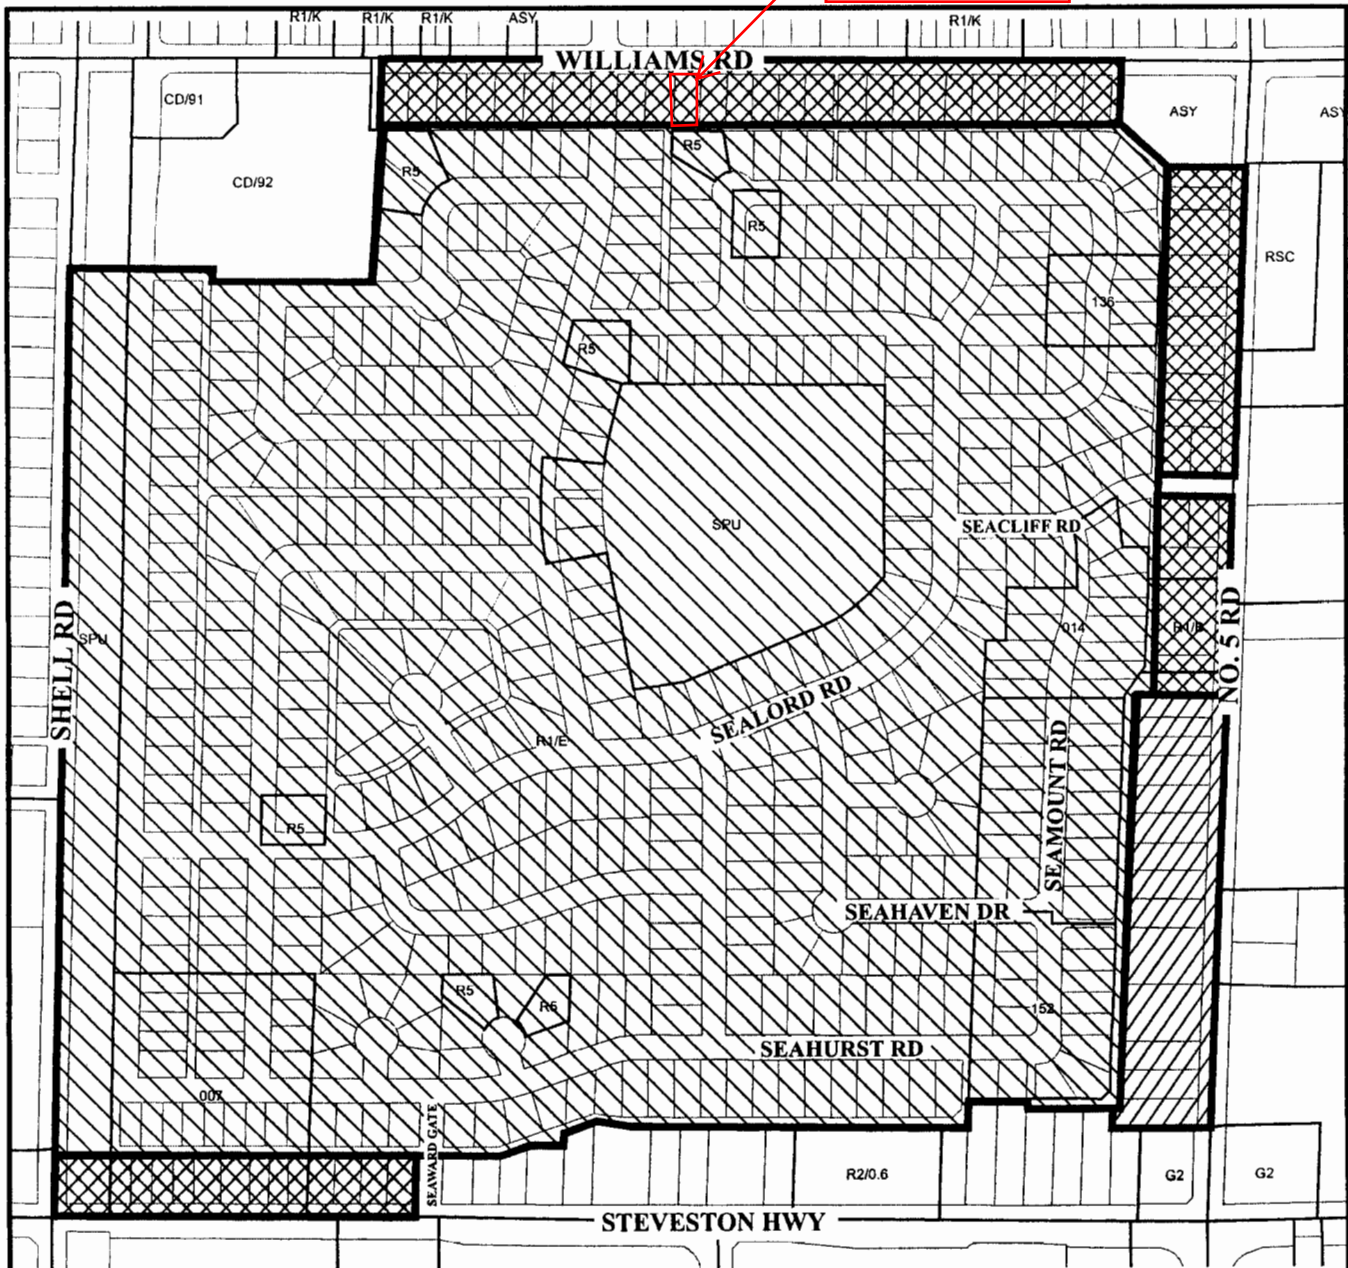 R1/K
R1/K
R1/K
ASY
R1/K
WILLIAMS RD
CD/91
ASY
R5
R5
CD/92
R5
RSC
136
R5
SPU
SEACLIFF RD
SHELL RD
SPU
014
R1/B
NO. 5 RD
SEALORD RD
R1/E
SEAMOUNT RD
R5
SEAHAVEN DR
R5
R5
152
SEAHURST RD
007
SEAWARD GATE
R2/0.6
G2
G2
STEVESTON HWY